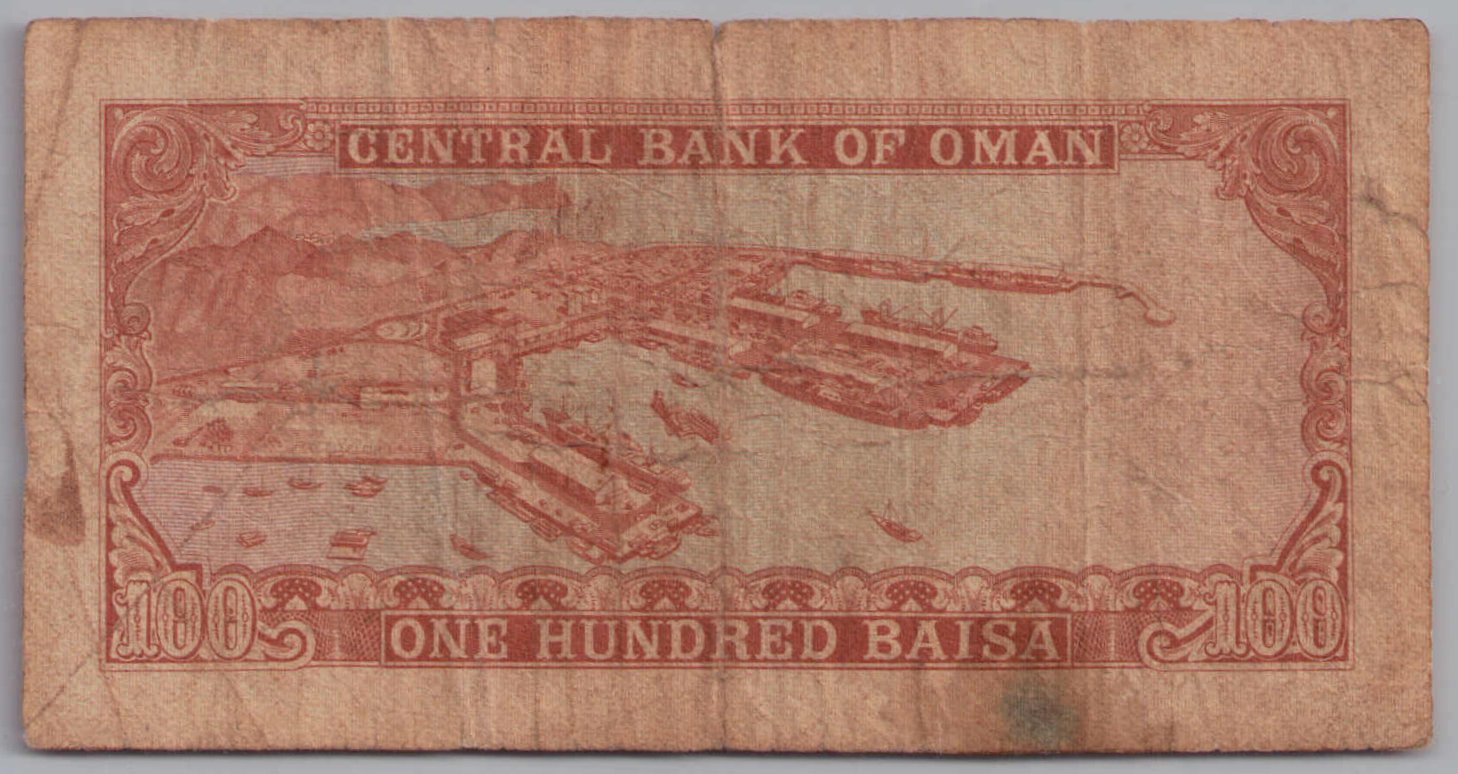 CENTRAL BANK OF OMAN
100 ONE HUNDRED BAISA 100